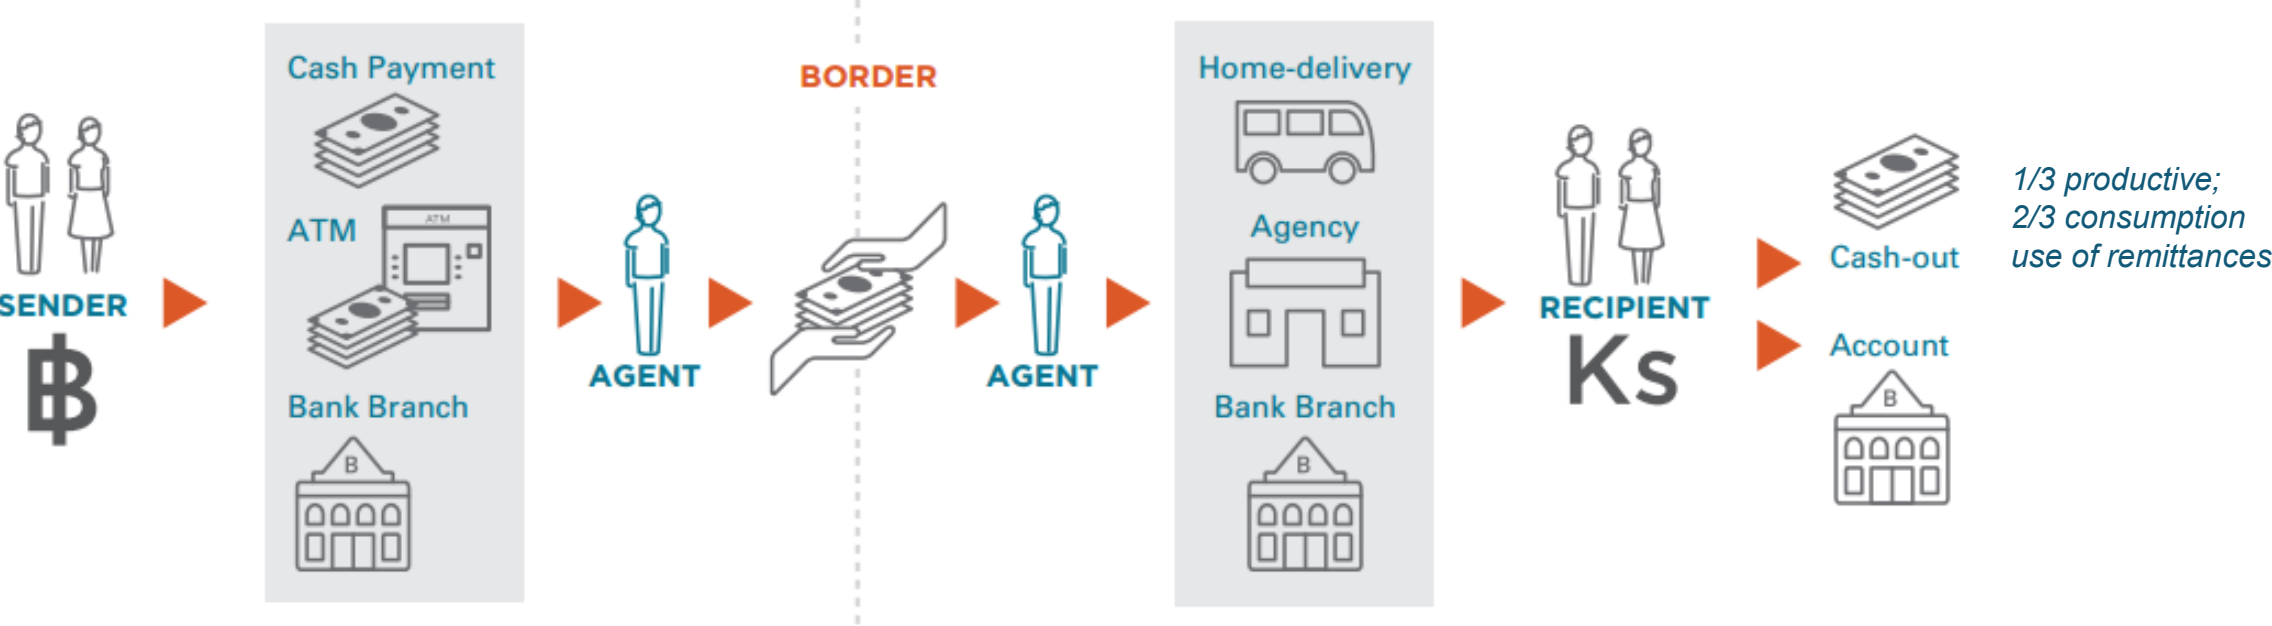 SENDER
฿
Cash Payment
ATM
ATM
Bank Branch
B
AGENT
BORDER
AGENT
Home-delivery
Agency
Bank Branch
B
RECIPIENT
Ks
Cash-out
Account
B
1/3 productive;
2/3 consumption
use of remittances